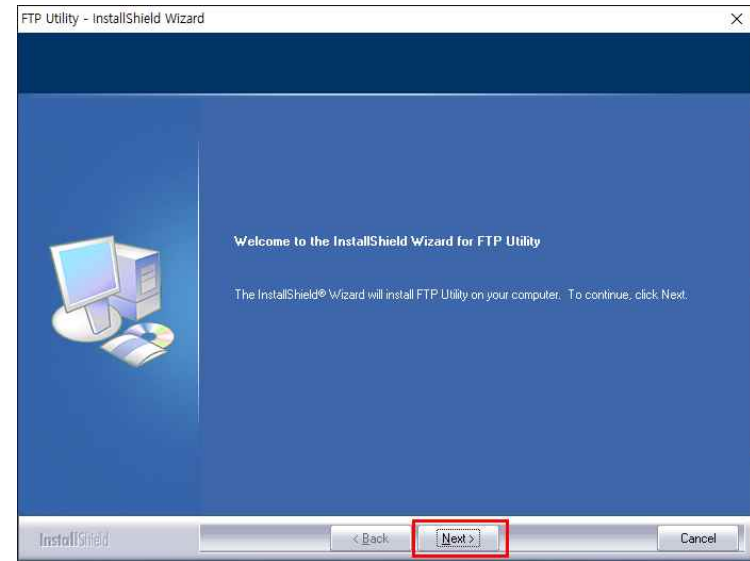 FTP Utility - InstallShield Wizard
Welcome to the InstallShield Wizard for FTP Utility
The InstallShield® Wizard will install FTP Utility on your computer. To continue, click Next.
InstallShield
< Back
Next >
Cancel